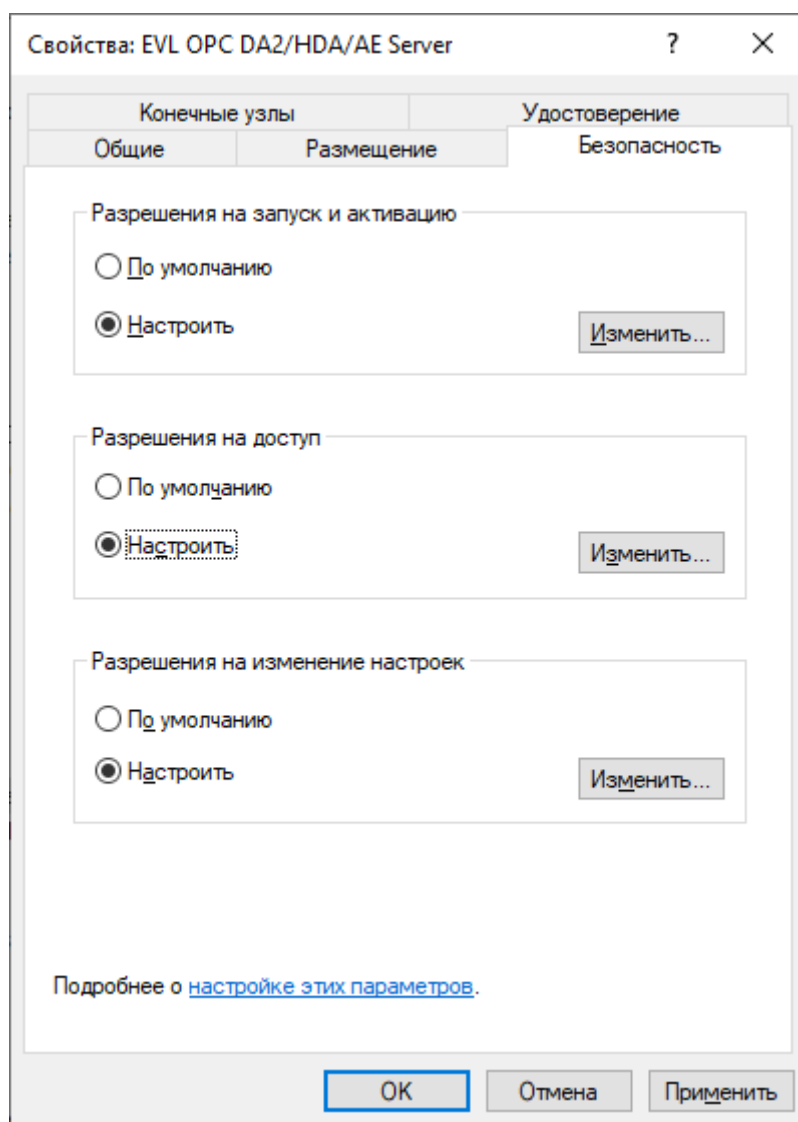 Свойства: EVL OPC DA2/HDA/AE Server ?
Конечные узлы Удостоверение
Общие Размещение Безопасность
Разрешения на запуск и активацию
По умолчанию
Настроить Изменить...
Разрешения на доступ
По умолчанию
Настроить Изменить...
Разрешения на изменение настроек
По умолчанию
Настроить Изменить...
Подробнее о настройке этих параметров.
OK Отмена Применить